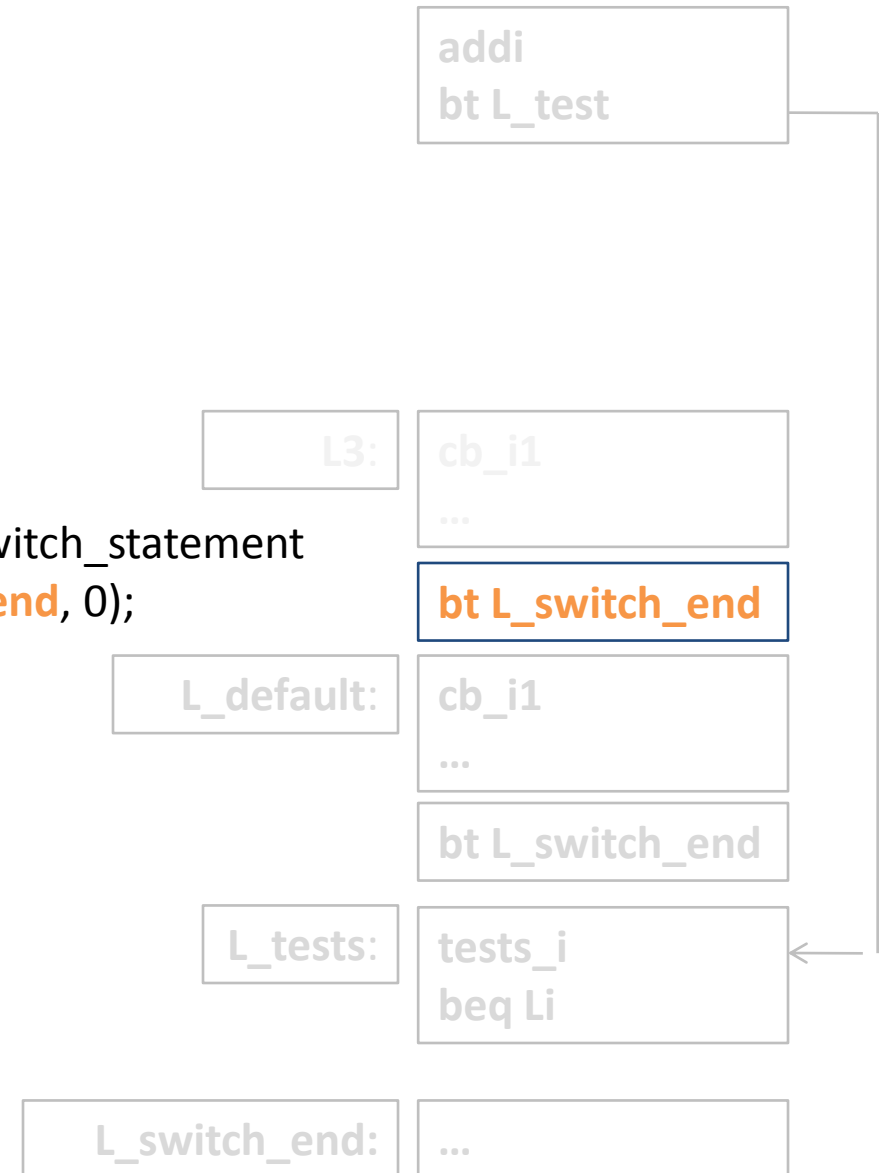 addi
bt L_test
L3: cb_i1
…
witch_statement
end, 0);
bt L_switch_end
L_default: cb_i1
…
bt L_switch_end
L_tests: tests_i
beq Li
L_switch_end: …